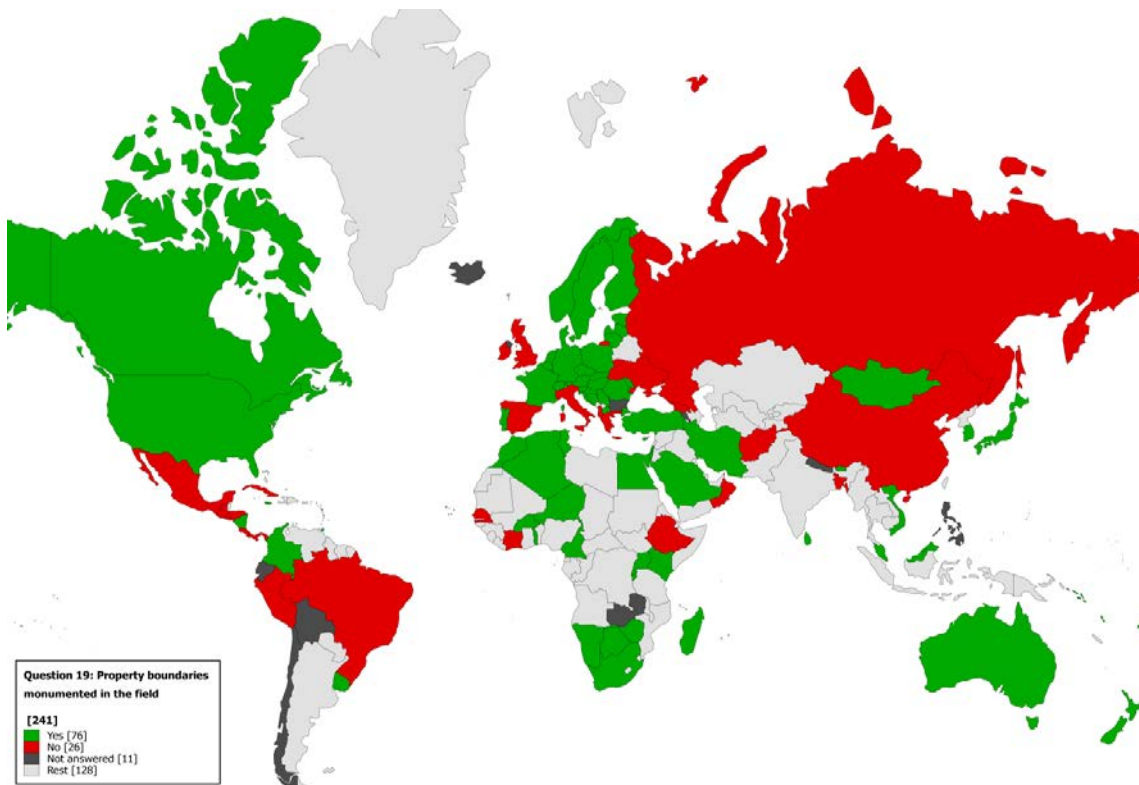 Question 19: Property boundaries
monumented in the field
[241]
Yes [76]
No [26]
Not answered [11]
Rest [128]